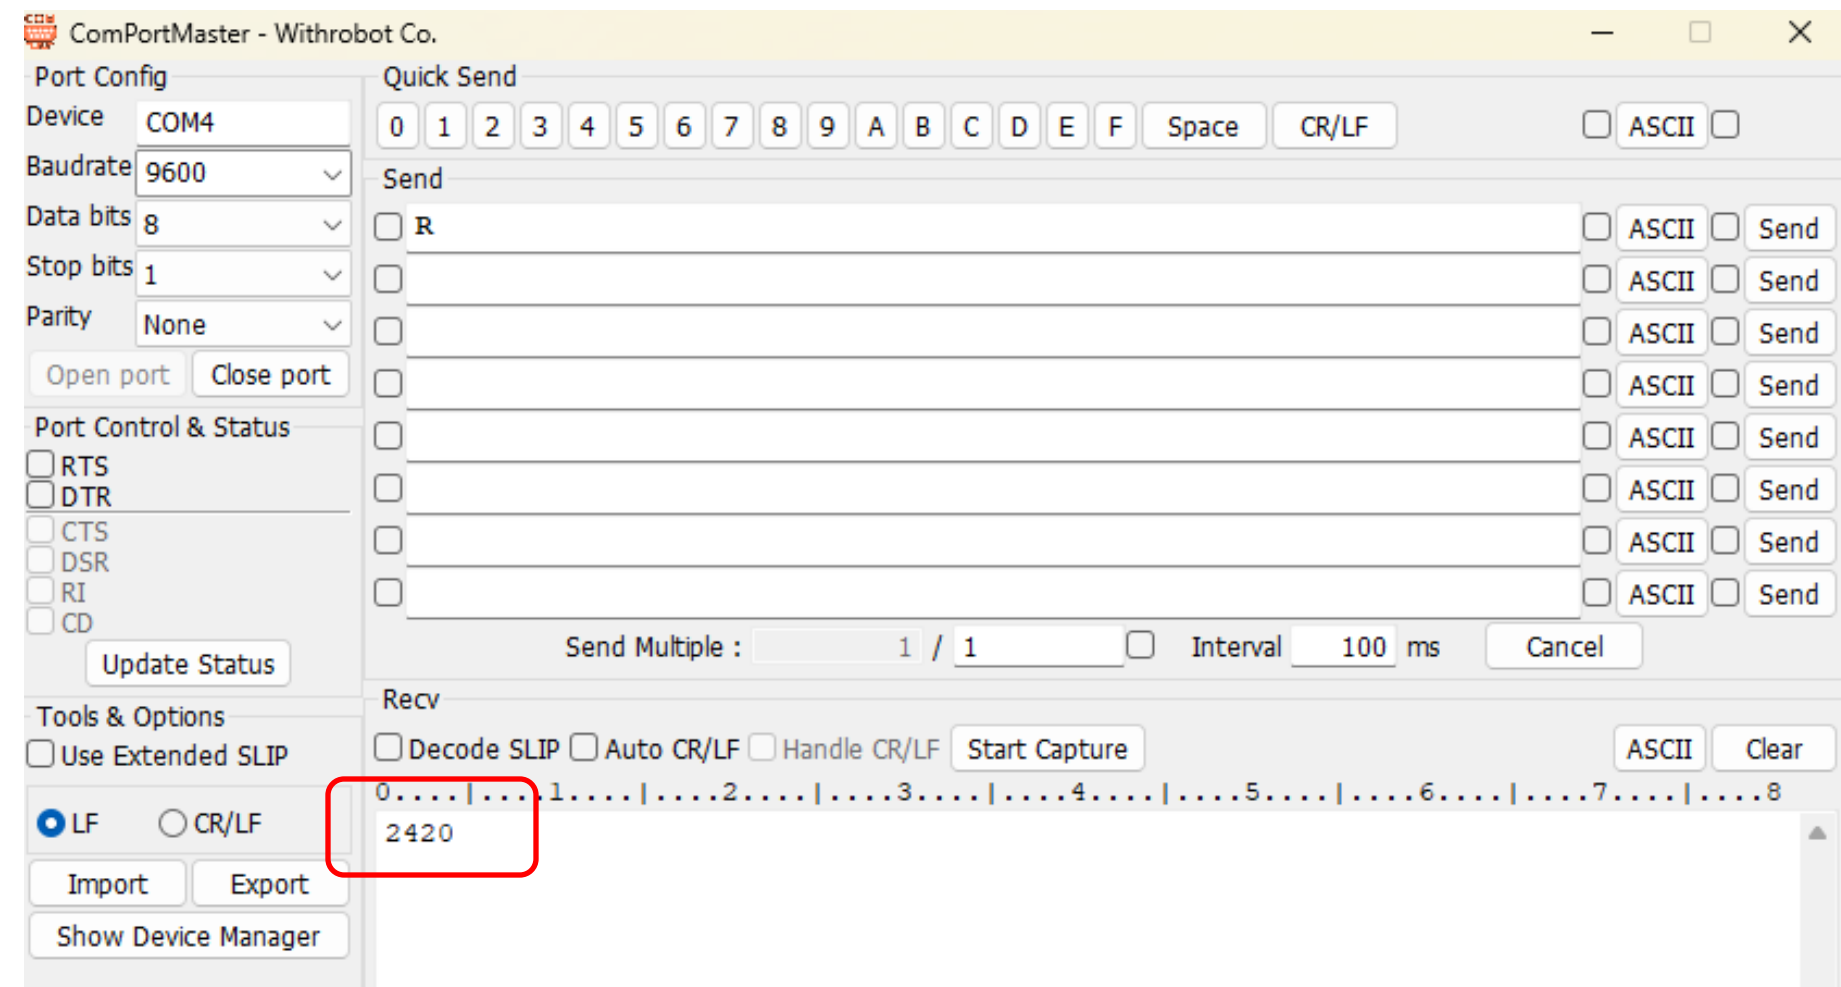 ComPortMaster - Withrobot Co.
Port Config
Device COM4
Baudrate 9600
Data bits 8
Stop bits 1
Parity None
Open port Close port
Port Control & Status
RTS
DTR
CTS
DSR
RI
CD
Update Status
Tools & Options
Use Extended SLIP
LF CR/LF
Import Export
Show Device Manager
Quick Send
0 1 2 3 4 5 6 7 8 9 A B C D E F Space CR/LF ASCII
Send
R ASCII Send
ASCII Send
ASCII Send
ASCII Send
ASCII Send
ASCII Send
ASCII Send
ASCII Send
Send Multiple : 1 / 1 Interval 100 ms Cancel
Recv
Decode SLIP Auto CR/LF Handle CR/LF Start Capture ASCII Clear
0....|....1....|....2....|....3....|....4....|....5....|....6....|....7....|....8
2420